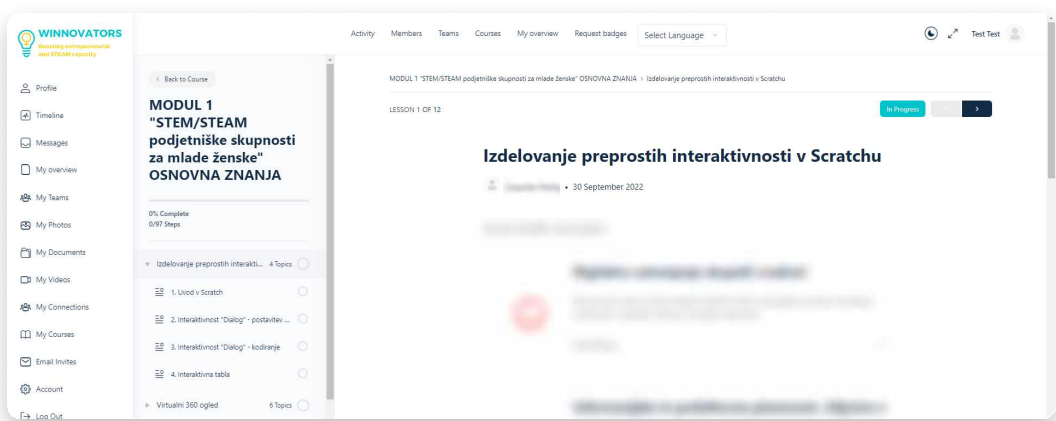 WINNOVATORS
Boosting entrepreneurial
and STEAM capacity
Activity Members Teams Courses My overview Request badges Select Language
Test Test
Profile
Timeline
Messages
My overview
My Teams
My Photos
My Documents
My Videos
My Connections
My Courses
Email Invites
Account
Log Out
Back to Course
MODUL 1
"STEM/STEAM
podjetniške skupnosti
za mlade ženske"
OSNOVNA ZNANJA
0% Complete
0/97 Steps
Izdelovanje preprostih interakti... 4 Topics
1. Uvod v Scratch
2. Interaktivnost "Dialog" - postavitev ...
3. Interaktivnost "Dialog" - kodiranje
4. Interaktivna tabla
Virtualni 360 ogled 6 Topics
MODUL 1 "STEM/STEAM podjetniške skupnosti za mlade ženske" OSNOVNA ZNANJA > Izdelovanje preprostih interaktivnosti v Scratchu
LESSON 1 OF 12
In Progress
Izdelovanje preprostih interaktivnosti v Scratchu
• 30 September 2022